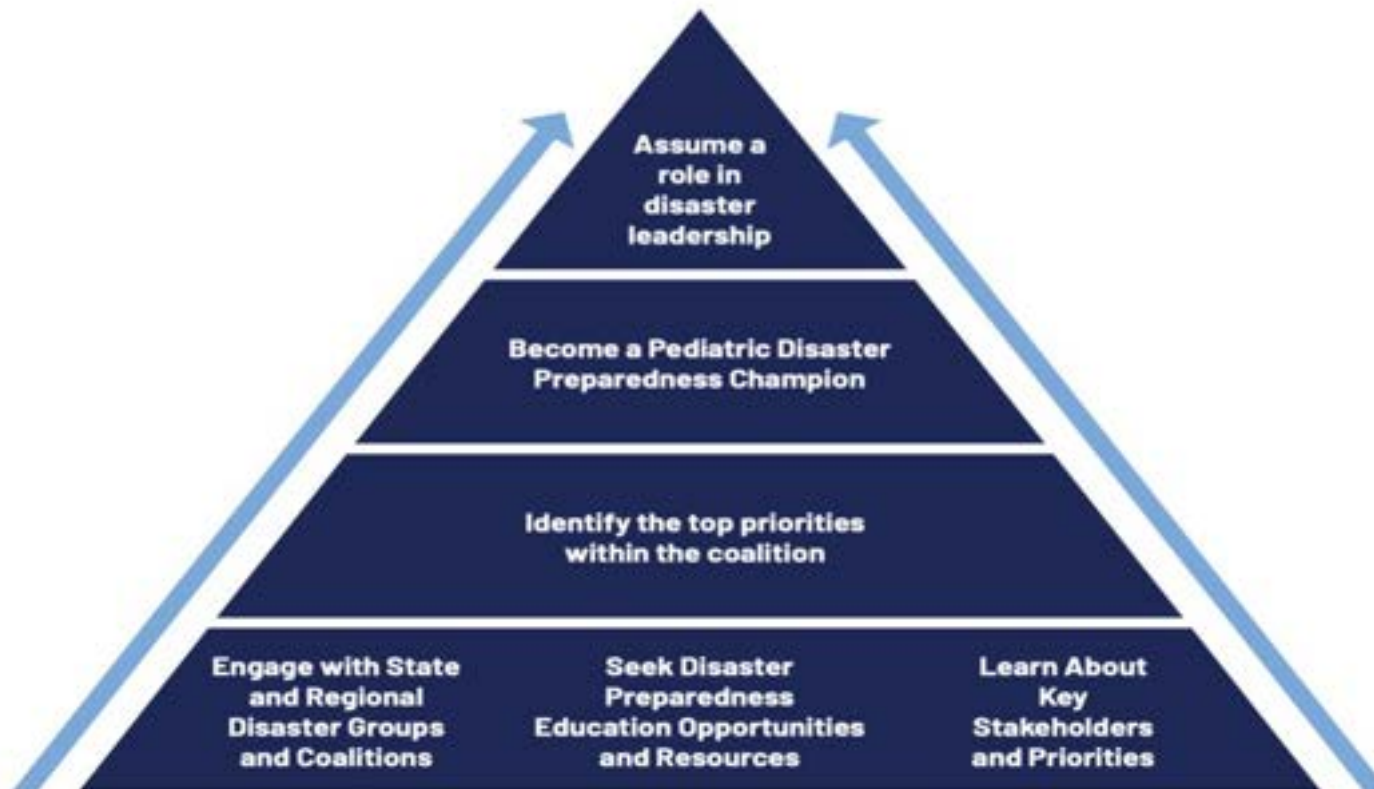 Assume a
role in
disaster
leadership
Become a Pediatric Disaster
Preparedness Champion
Identify the top priorities
within the coalition
Engage with State
and Regional
Disaster Groups
and Coalitions
Seek Disaster
Preparedness
Education Opportunities
and Resources
Learn About
Key
Stakeholders
and Priorities